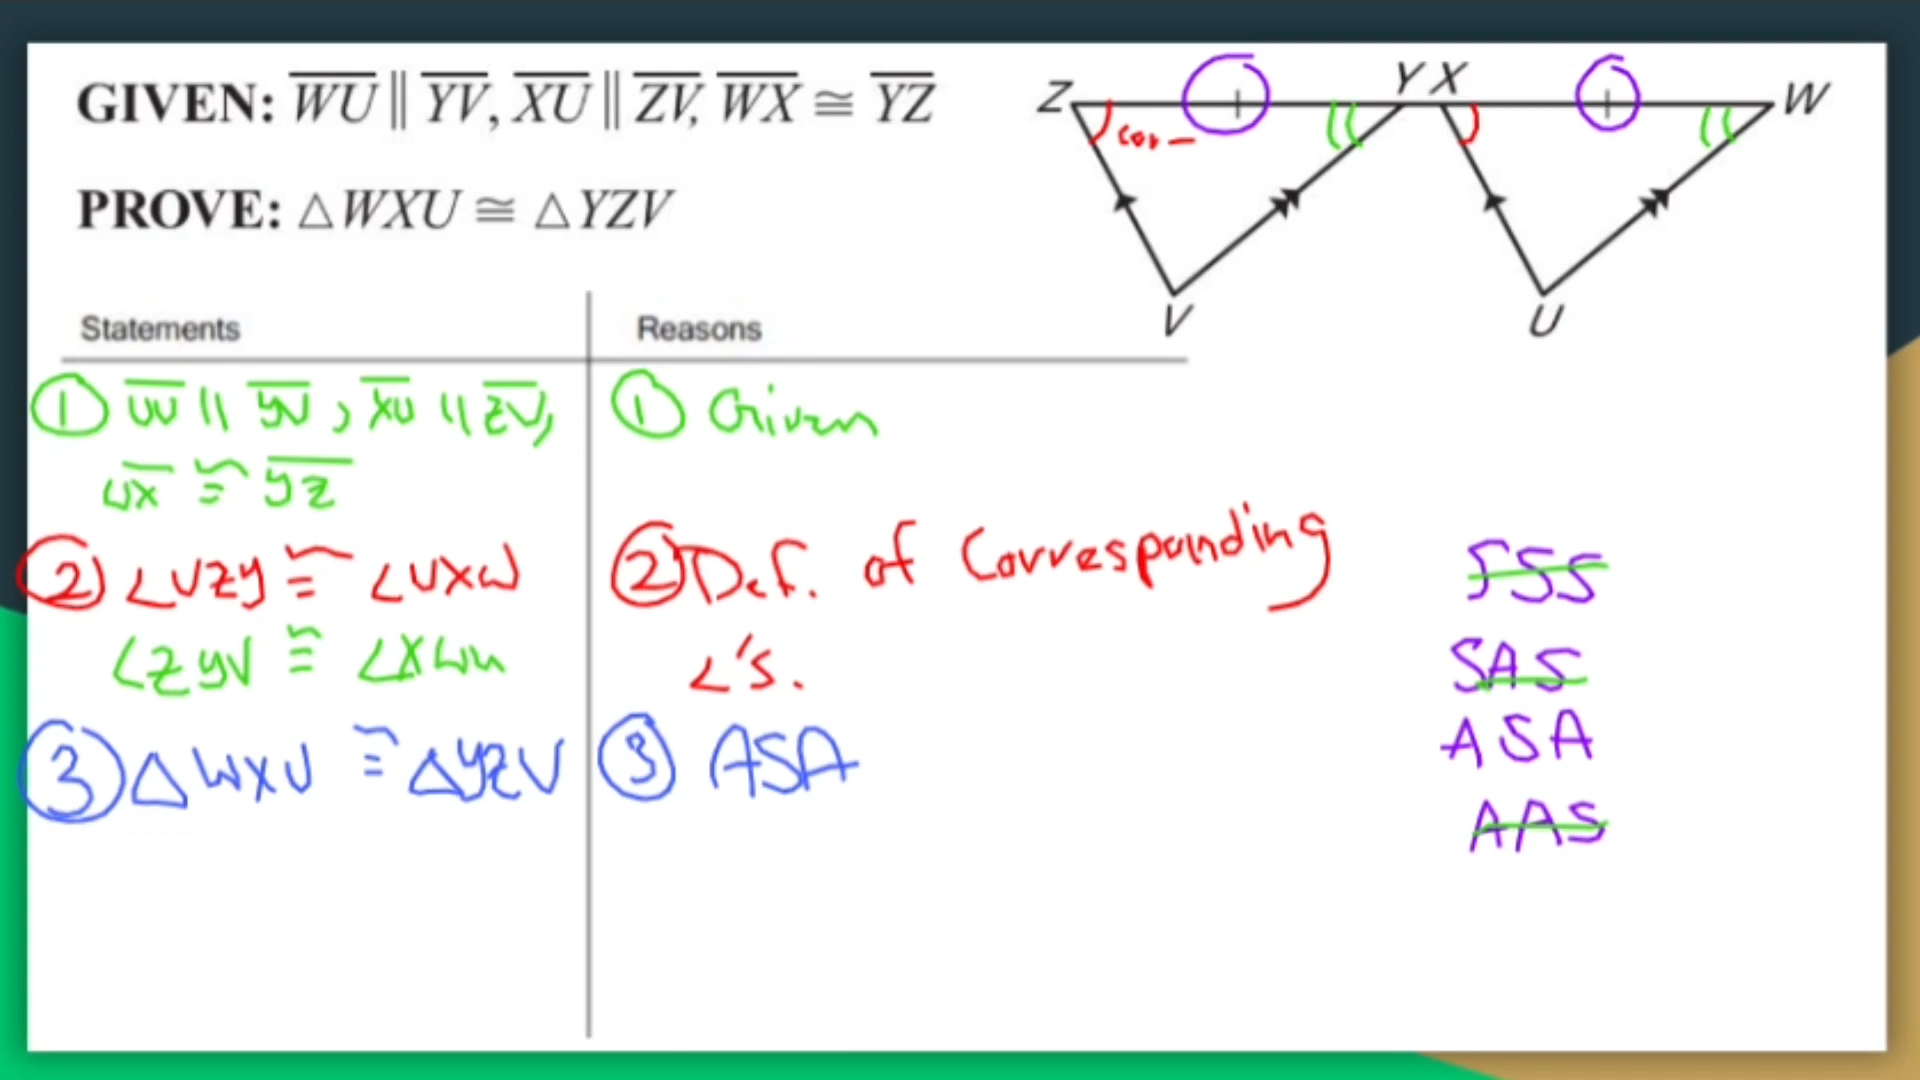 GIVEN: WU ∥ YV, XU ∥ ZV, WX ≅ YZ
PROVE: △WXU ≅ △YZV
Z Y X W
cor –
V U
Statements Reasons
① WU ∥ YV, XU ∥ ZV, ① Given
WX ≅ YZ
② ∠VZY ≅ ∠UXW ② Def. of Corresponding
∠ZYV ≅ ∠XWU ∠'s.
③ △WXU ≅ △YZV ③ ASA
SSS
SAS
ASA
AAS